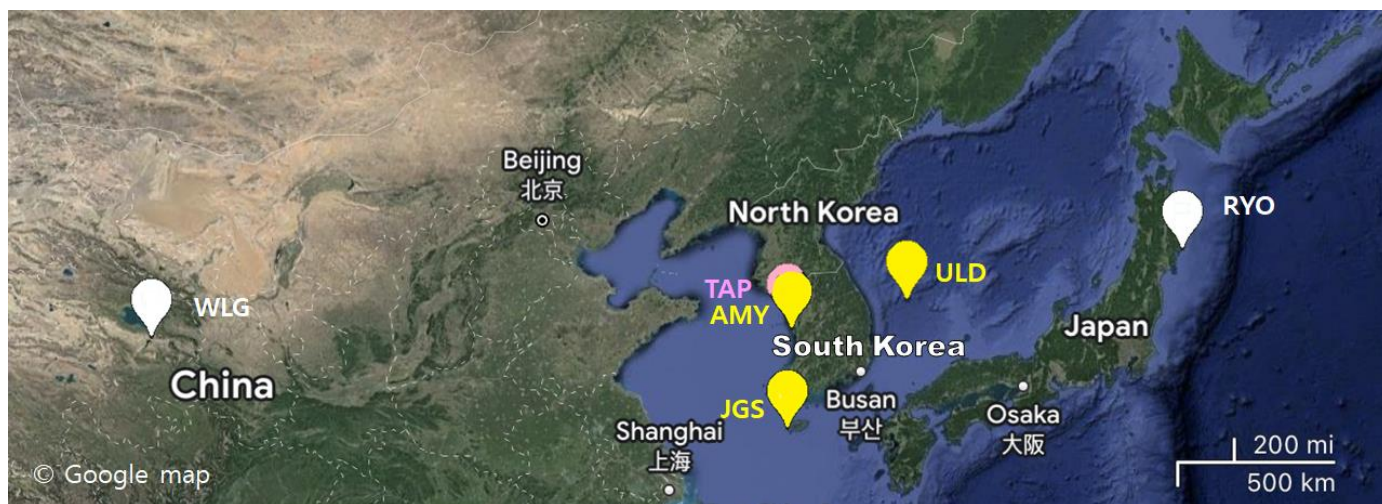 Beijing
北京
North Korea
RYO
TAP
ULD
WLG
AMY
Japan
South Korea
China
JGS
Busan
부산
Osaka
大阪
Shanghai
上海
200 mi
500 km
© Google map